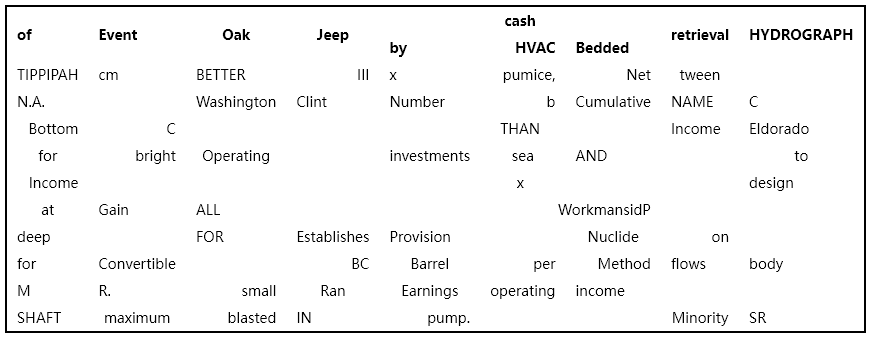 cash
of Event Oak Jeep retrieval HYDROGRAPH
by HVAC Bedded
TIPPIPAH cm BETTER III x pumice, Net tween
N.A. Washington Clint Number b Cumulative NAME C
Bottom C THAN Income Eldorado
for bright Operating investments sea AND to
Income x design
at Gain ALL WorkmansidP
deep FOR Establishes Provision Nuclide on
for Convertible BC Barrel per Method flows body
M R. small Ran Earnings operating income
SHAFT maximum blasted IN pump. Minority SR